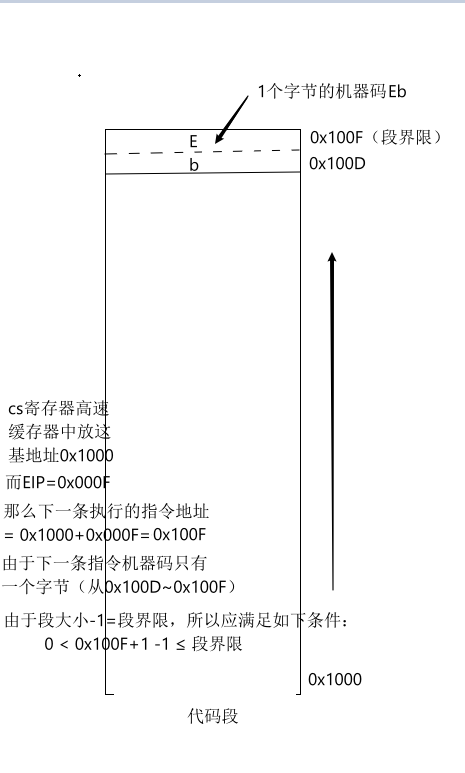 1个字节的机器码Eb
E
0x100F（段界限）
b
0x100D
cs寄存器高速
缓存器中放这
基地址0x1000
而EIP=0x000F
那么下一条执行的指令地址
= 0x1000+0x000F=0x100F
由于下一条指令机器码只有
一个字节（从0x100D~0x100F）
由于段大小-1=段界限，所以应满足如下条件：
0 < 0x100F+1 -1 ≤ 段界限
0x1000
代码段